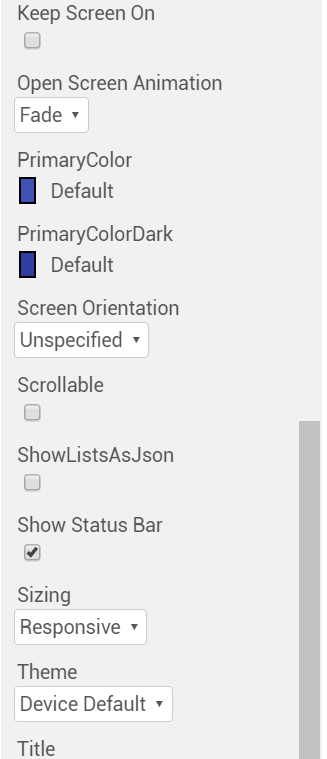 Keep Screen On
Open Screen Animation
Fade
PrimaryColor
Default
PrimaryColorDark
Default
Screen Orientation
Unspecified
Scrollable
ShowListsAsJson
Show Status Bar
Sizing
Responsive
Theme
Device Default
Title